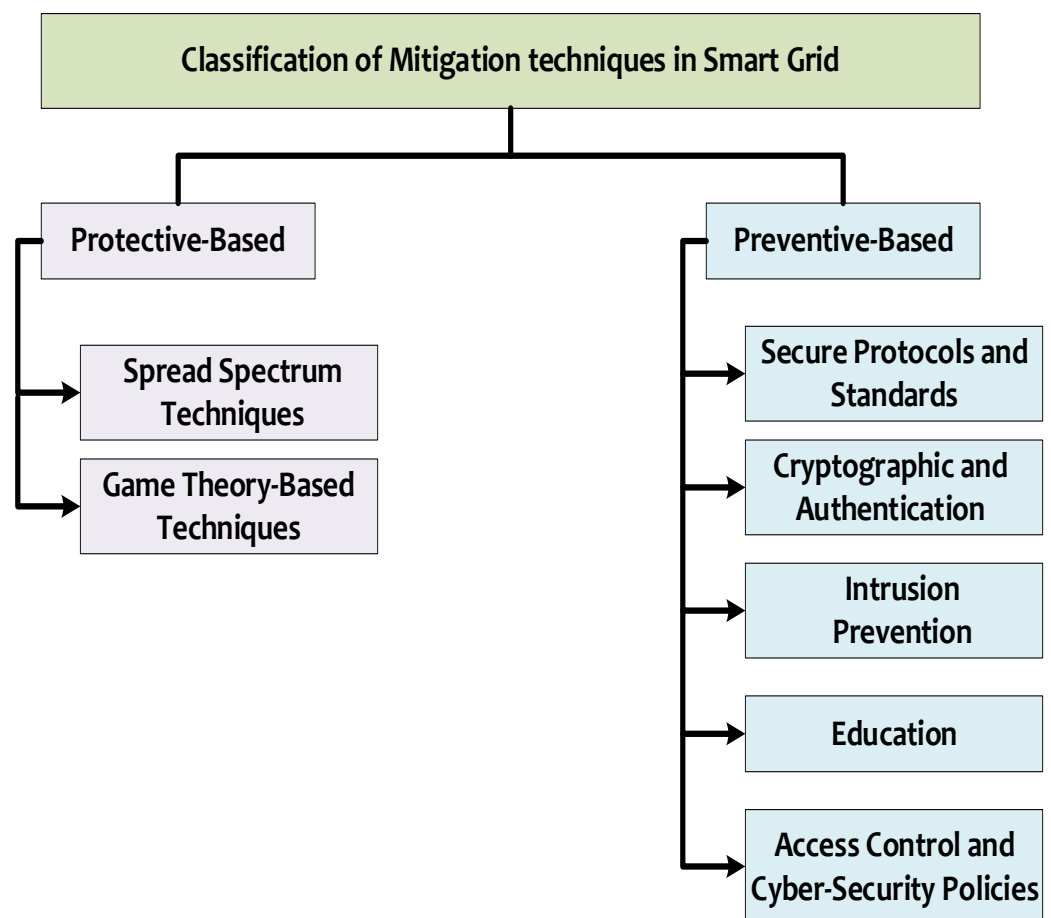 Classification of Mitigation techniques in Smart Grid
Protective-Based
Spread Spectrum
Techniques
Game Theory-Based
Techniques
Preventive-Based
Secure Protocols and
Standards
Cryptographic and
Authentication
Intrusion
Prevention
Education
Access Control and
Cyber-Security Policies